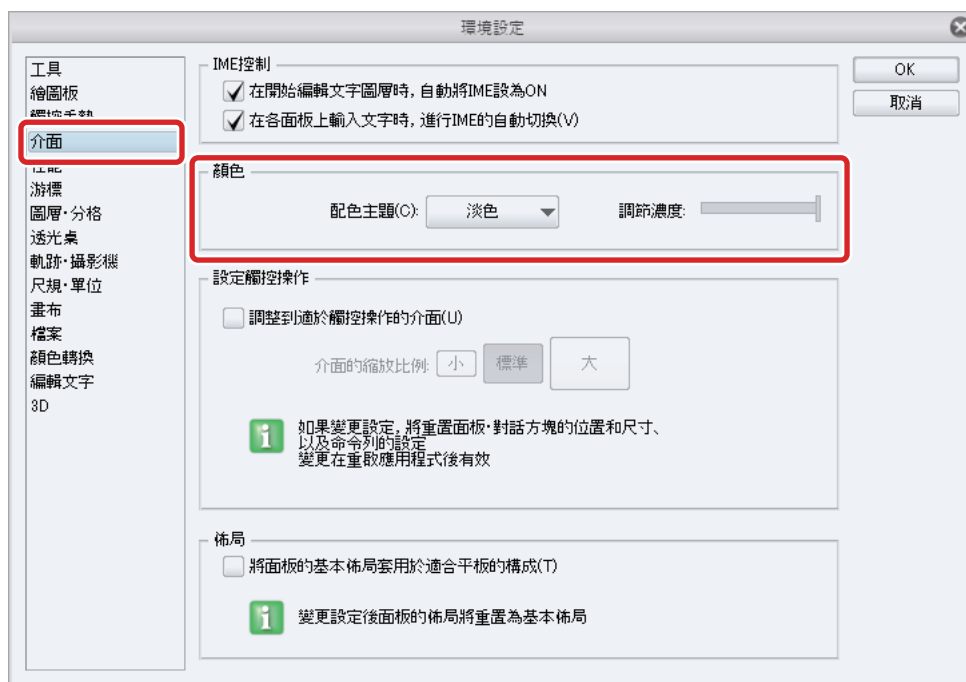 環境設定
工具
繪圖板
觸控手勢
介面
性能
游標
圖層·分格
透光桌
軌跡·攝影機
尺規·單位
畫布
檔案
顏色轉換
編輯文字
3D
IME控制
在開始編輯文字圖層時, 自動將IME設為ON
在各面板上輸入文字時, 進行IME的自動切換(V)
顏色
配色主題(C): 淡色 調節濃度:
設定觸控操作
調整到適於觸控操作的介面(U)
介面的縮放比例: 小 標準 大
如果變更設定, 將重置面板·對話方塊的位置和尺寸、
以及命令列的設定
變更在重啟應用程式後有效
佈局
將面板的基本佈局套用於適合平板的構成(T)
變更設定後面板的佈局將重置為基本佈局
OK
取消